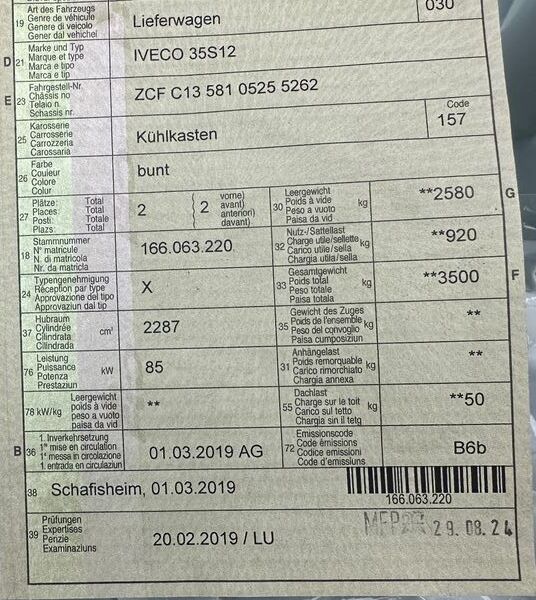 19 Art des Fahrzeugs
Genre de véhicule
Genere di veicolo
Gener dal vehichel
Lieferwagen
030
D 21 Marke und Typ
Marque et type
Marca e tipo
Marca e tip
IVECO 35S12
E 23 Fahrgestell-Nr.
Châssis no
Telaio n.
Schassis nr.
ZCF C13 581 0525 5262
25 Karosserie
Carrosserie
Carrozzeria
Carossaria
Kühlkasten
Code
157
26 Farbe
Couleur
Colore
Colur
bunt
27 Plätze: Total
Places: Total
Posti: Totale
Plazs: Total
2
2
vorne)
avant)
anteriori)
davant)
30 Leergewicht
Poids à vide
Peso a vuoto
Paisa da vid
kg
**2580
G
18 Stammnummer
N° matricule
N. di matricola
Nr. da matricla
166.063.220
32 Nutz-/Sattellast
Charge utile/sellette
Carico utile/sella
Chargia utila/sella
kg
**920
24 Typengenehmigung
Réception par type
Approvazione del tipo
Approvaziun dal tip
X
33 Gesamtgewicht
Poids total
Peso totale
Paisa totala
kg
**3500
F
37 Hubraum
Cylindrée
Cilindrata
Cilindrada
cm³
2287
35 Gewicht des Zuges
Poids de l'ensemble
Peso del convoglio
Paisa cumposiziun
kg
**
76 Leistung
Puissance
Potenza
Prestaziun
kW
85
31 Anhängelast
Poids remorquable
Carico rimorchiato
Chargia annexa
kg
**
78 kW/kg
Leergewicht
poids à vide
peso a vuoto
paisa da vid
**
55 Dachlast
Charge sur le toit
Carico sul tetto
Chargia sin il tetg
kg
**50
B 36 1. Inverkehrsetzung
1re mise en circulation
1a messa in circolazione
1. entrada en circulaziun
01.03.2019 AG
72 Emissionscode
Code émissions
Codice emissioni
Code d'emissiuns
B6b
38 Schafisheim, 01.03.2019
166.063.220
39 Prüfungen
Expertises
Perizie
Examinaziuns
20.02.2019 / LU
29.08.24